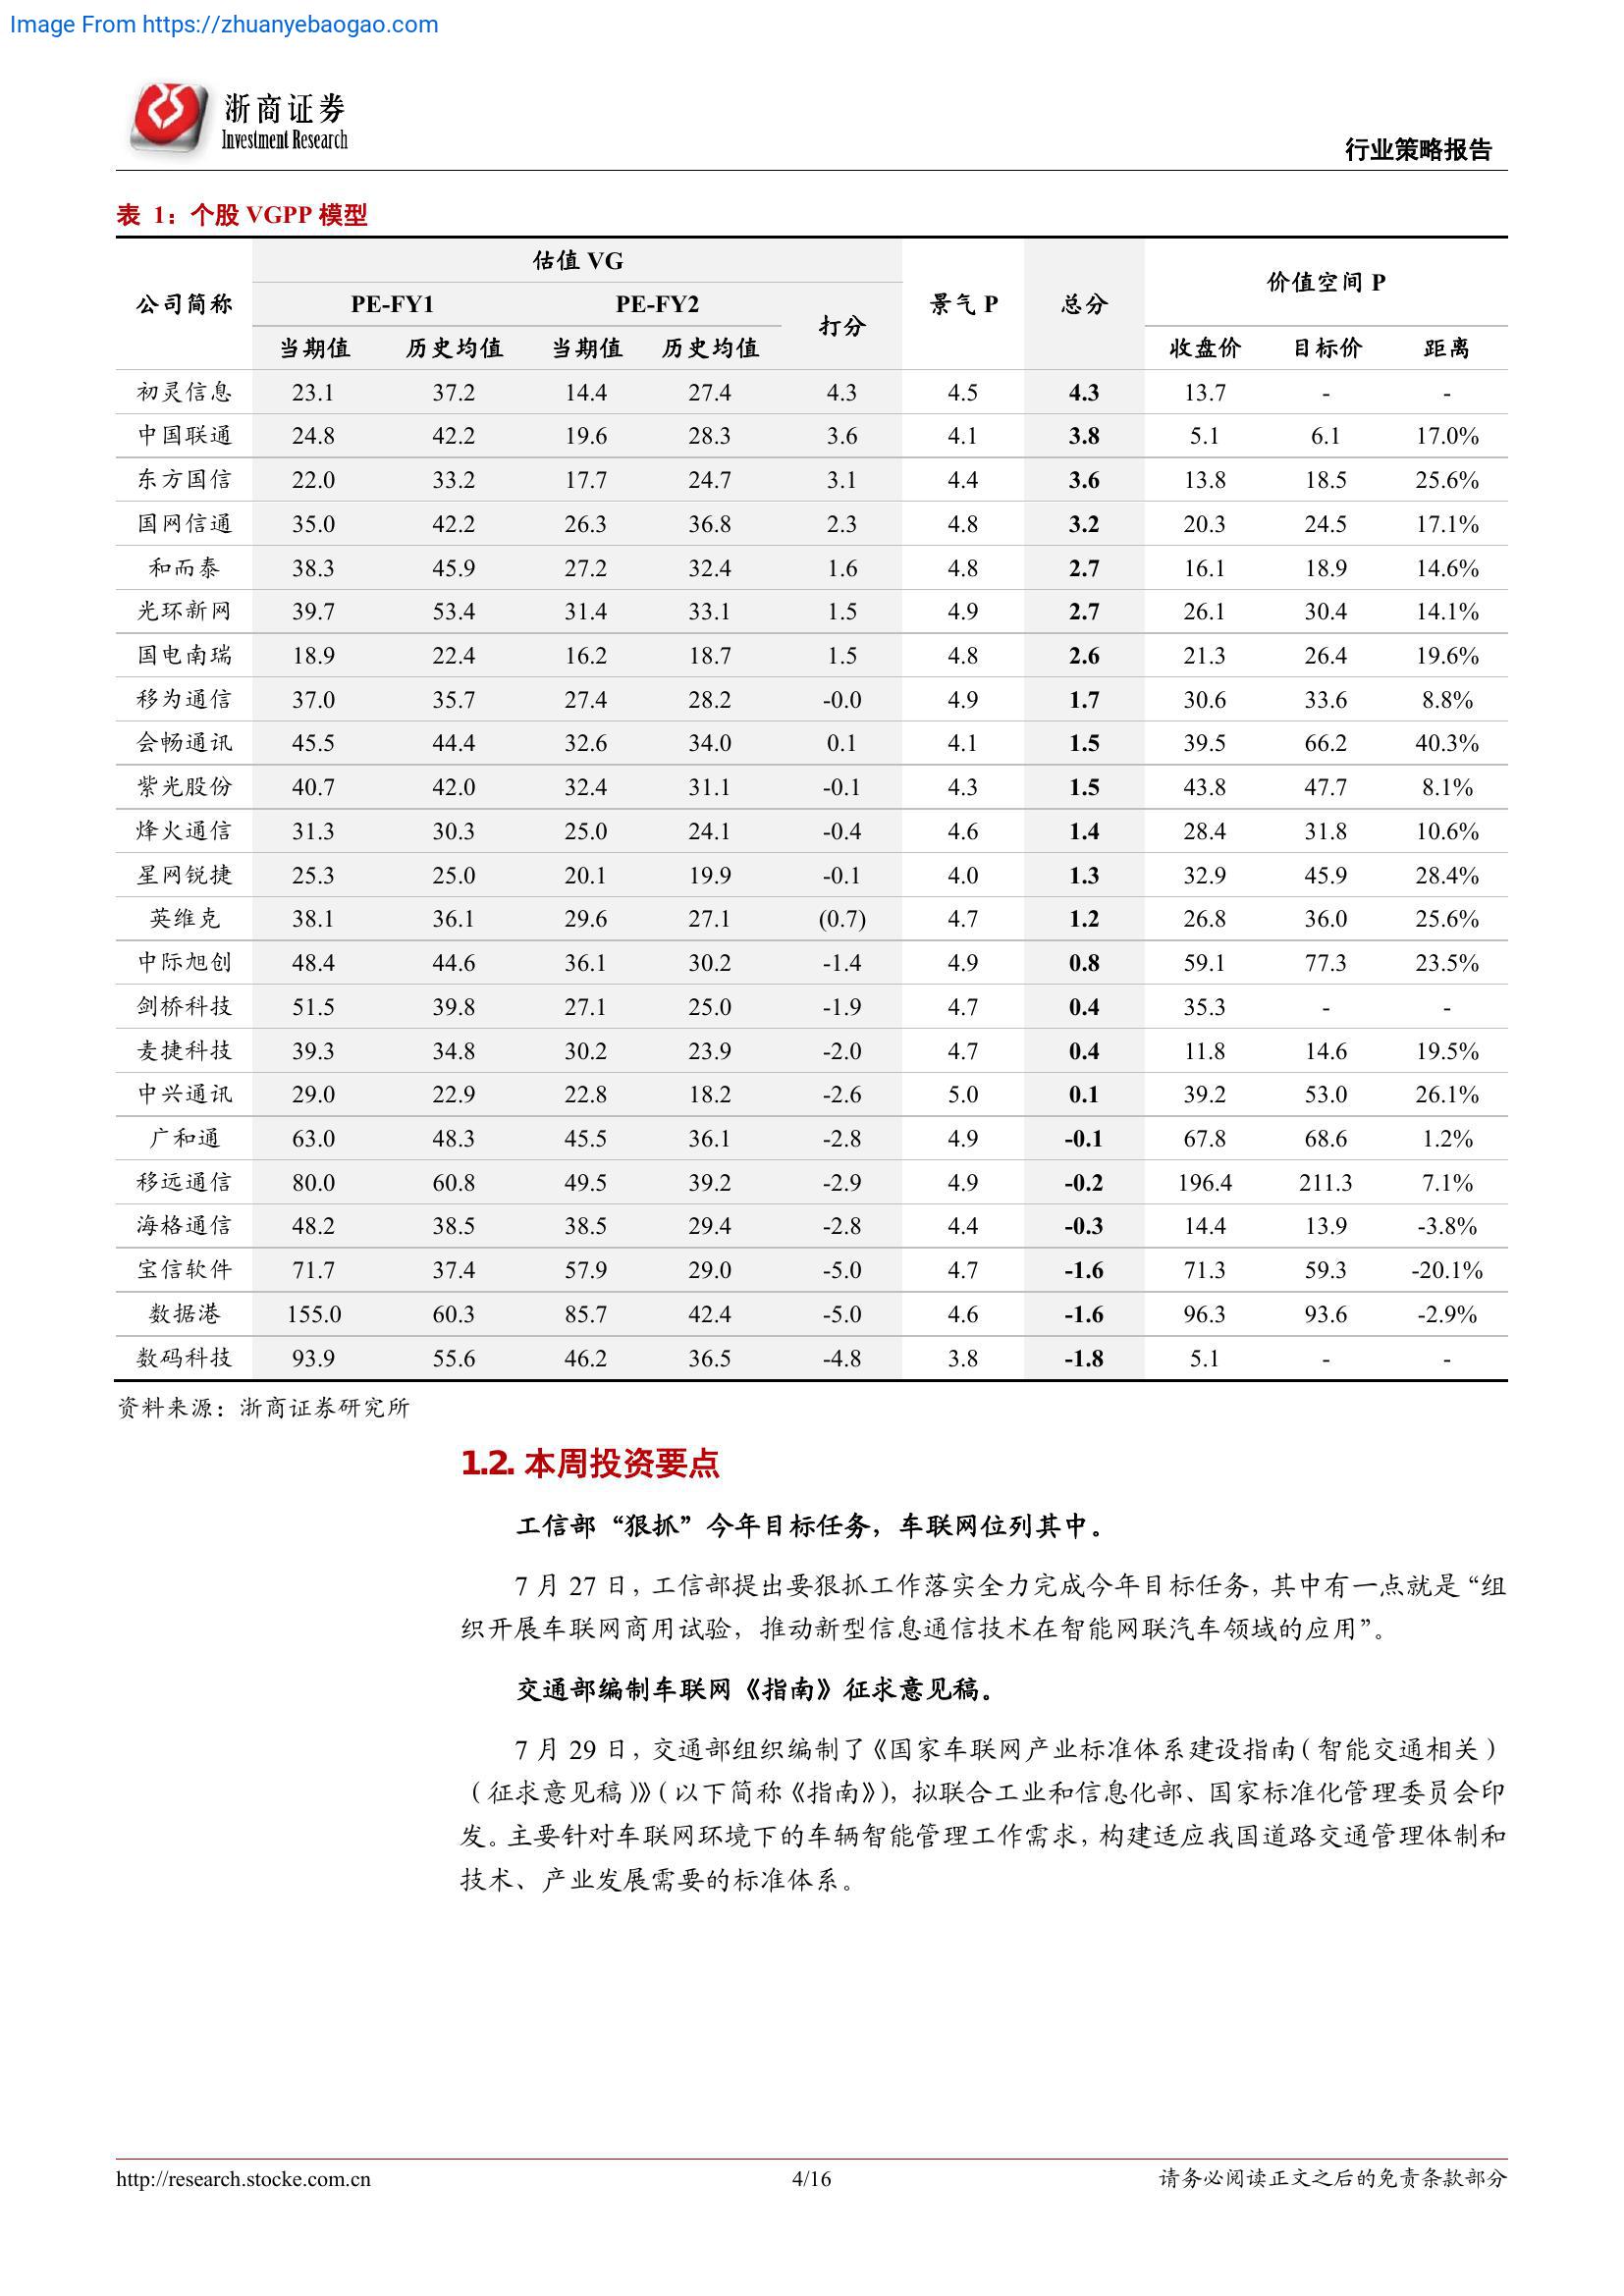 Image From https://zhuanyebaogao.com
浙商证券
Investment Research
行业策略报告
表 1：个股 VGPP 模型
公司简称 估值 VG 景气 P 总分 价值空间 P
PE-FY1 PE-FY2 打分
当期值 历史均值 当期值 历史均值 收盘价 目标价 距离
初灵信息 23.1 37.2 14.4 27.4 4.3 4.5 4.3 13.7 - -
中国联通 24.8 42.2 19.6 28.3 3.6 4.1 3.8 5.1 6.1 17.0%
东方国信 22.0 33.2 17.7 24.7 3.1 4.4 3.6 13.8 18.5 25.6%
国网信通 35.0 42.2 26.3 36.8 2.3 4.8 3.2 20.3 24.5 17.1%
和而泰 38.3 45.9 27.2 32.4 1.6 4.8 2.7 16.1 18.9 14.6%
光环新网 39.7 53.4 31.4 33.1 1.5 4.9 2.7 26.1 30.4 14.1%
国电南瑞 18.9 22.4 16.2 18.7 1.5 4.8 2.6 21.3 26.4 19.6%
移为通信 37.0 35.7 27.4 28.2 -0.0 4.9 1.7 30.6 33.6 8.8%
会畅通讯 45.5 44.4 32.6 34.0 0.1 4.1 1.5 39.5 66.2 40.3%
紫光股份 40.7 42.0 32.4 31.1 -0.1 4.3 1.5 43.8 47.7 8.1%
烽火通信 31.3 30.3 25.0 24.1 -0.4 4.6 1.4 28.4 31.8 10.6%
星网锐捷 25.3 25.0 20.1 19.9 -0.1 4.0 1.3 32.9 45.9 28.4%
英维克 38.1 36.1 29.6 27.1 (0.7) 4.7 1.2 26.8 36.0 25.6%
中际旭创 48.4 44.6 36.1 30.2 -1.4 4.9 0.8 59.1 77.3 23.5%
剑桥科技 51.5 39.8 27.1 25.0 -1.9 4.7 0.4 35.3 - -
麦捷科技 39.3 34.8 30.2 23.9 -2.0 4.7 0.4 11.8 14.6 19.5%
中兴通讯 29.0 22.9 22.8 18.2 -2.6 5.0 0.1 39.2 53.0 26.1%
广和通 63.0 48.3 45.5 36.1 -2.8 4.9 -0.1 67.8 68.6 1.2%
移远通信 80.0 60.8 49.5 39.2 -2.9 4.9 -0.2 196.4 211.3 7.1%
海格通信 48.2 38.5 38.5 29.4 -2.8 4.4 -0.3 14.4 13.9 -3.8%
宝信软件 71.7 37.4 57.9 29.0 -5.0 4.7 -1.6 71.3 59.3 -20.1%
数据港 155.0 60.3 85.7 42.4 -5.0 4.6 -1.6 96.3 93.6 -2.9%
数码科技 93.9 55.6 46.2 36.5 -4.8 3.8 -1.8 5.1 - -
资料来源：浙商证券研究所
1.2. 本周投资要点
工信部“狠抓”今年目标任务，车联网位列其中。
7 月 27 日，工信部提出要狠抓工作落实全力完成今年目标任务，其中有一点就是“组
织开展车联网商用试验，推动新型信息通信技术在智能网联汽车领域的应用”。
交通部编制车联网《指南》征求意见稿。
7 月 29 日，交通部组织编制了《国家车联网产业标准体系建设指南（智能交通相关）
（征求意见稿）》（以下简称《指南》），拟联合工业和信息化部、国家标准化管理委员会印
发。主要针对车联网环境下的车辆智能管理工作需求，构建适应我国道路交通管理体制和
技术、产业发展需要的标准体系。
http://research.stocke.com.cn 4/16 请务必阅读正文之后的免责条款部分